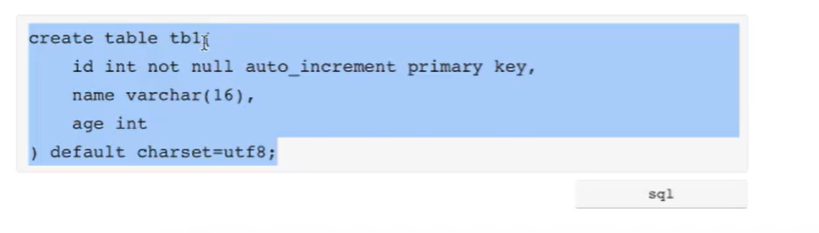 create table tb1(
    id int not null auto_increment primary key,
    name varchar(16),
    age int
) default charset=utf8;
sql